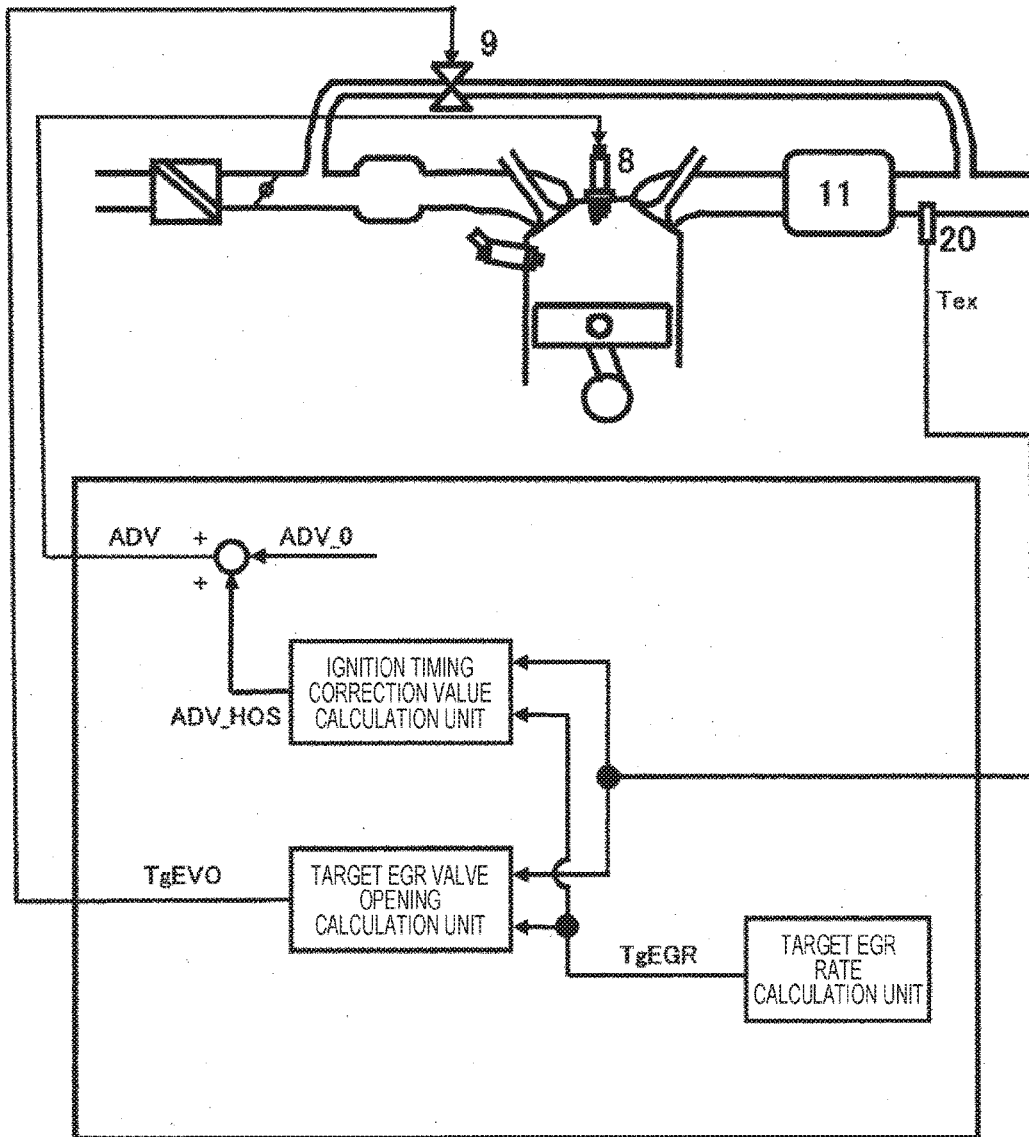 9
8
11
20
Tex
ADV
+
ADV_0
+
IGNITION TIMING
CORRECTION VALUE
CALCULATION UNIT
ADV_HOS
TgEVO
TARGET EGR VALVE
OPENING
CALCULATION UNIT
TgEGR
TARGET EGR
RATE
CALCULATION UNIT